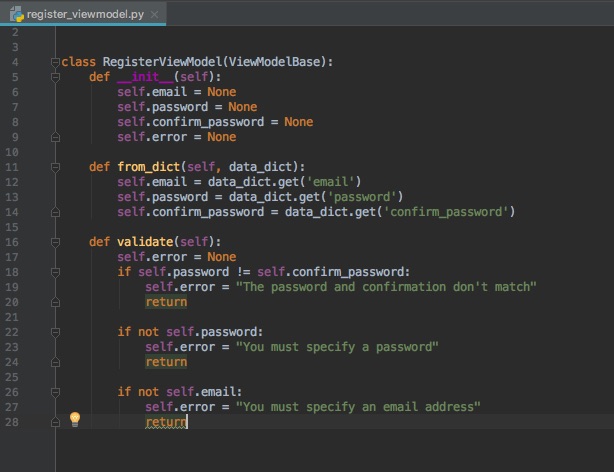 register_viewmodel.py
2
3
4 class RegisterViewModel(ViewModelBase):
5     def __init__(self):
6         self.email = None
7         self.password = None
8         self.confirm_password = None
9         self.error = None
10
11     def from_dict(self, data_dict):
12         self.email = data_dict.get('email')
13         self.password = data_dict.get('password')
14         self.confirm_password = data_dict.get('confirm_password')
15
16     def validate(self):
17         self.error = None
18         if self.password != self.confirm_password:
19             self.error = "The password and confirmation don't match"
20             return
21
22         if not self.password:
23             self.error = "You must specify a password"
24             return
25
26         if not self.email:
27             self.error = "You must specify an email address"
28             return